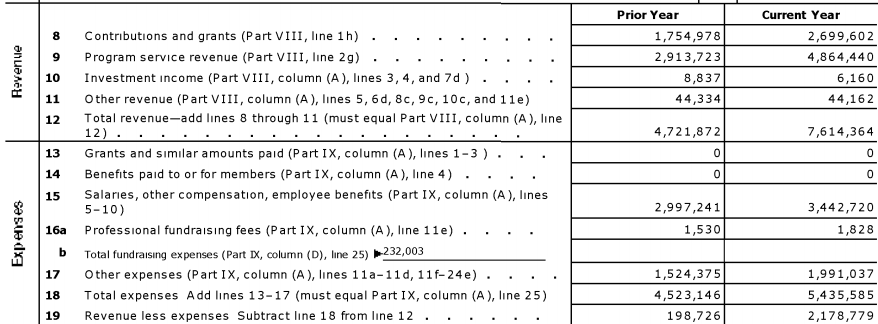 Prior Year Current Year
Revenue
8 Contributions and grants (Part VIII, line 1h) . . . . . . . . . 1,754,978 2,699,602
9 Program service revenue (Part VIII, line 2g) . . . . . . . . . 2,913,723 4,864,440
10 Investment income (Part VIII, column (A), lines 3, 4, and 7d ) . . . . 8,837 6,160
11 Other revenue (Part VIII, column (A), lines 5, 6d, 8c, 9c, 10c, and 11e) 44,334 44,162
12 Total revenue—add lines 8 through 11 (must equal Part VIII, column (A), line
12) . . . . . . . . . . . . . . . . . . . 4,721,872 7,614,364
Expenses
13 Grants and similar amounts paid (Part IX, column (A), lines 1–3 ) . . . 0 0
14 Benefits paid to or for members (Part IX, column (A), line 4) . . . . 0 0
15 Salaries, other compensation, employee benefits (Part IX, column (A), lines
5–10) 2,997,241 3,442,720
16a Professional fundraising fees (Part IX, column (A), line 11e) . . . . 1,530 1,828
b Total fundraising expenses (Part IX, column (D), line 25) ▶232,003
17 Other expenses (Part IX, column (A), lines 11a–11d, 11f–24e) . . . . 1,524,375 1,991,037
18 Total expenses Add lines 13–17 (must equal Part IX, column (A), line 25) 4,523,146 5,435,585
19 Revenue less expenses Subtract line 18 from line 12 . . . . . . 198,726 2,178,779